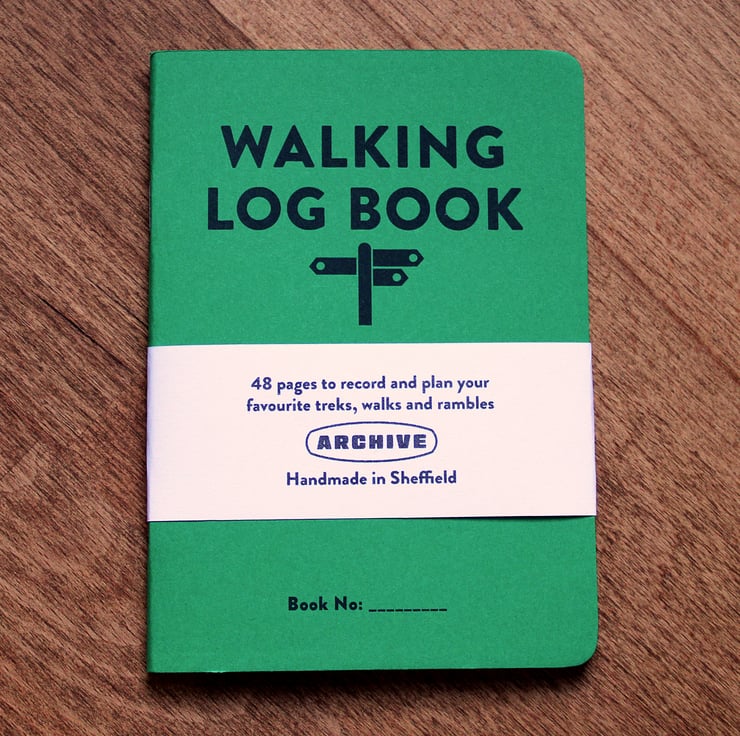 WALKING
LOG BOOK
48 pages to record and plan your
favourite treks, walks and rambles
ARCHIVE
Handmade in Sheffield
Book No: _________